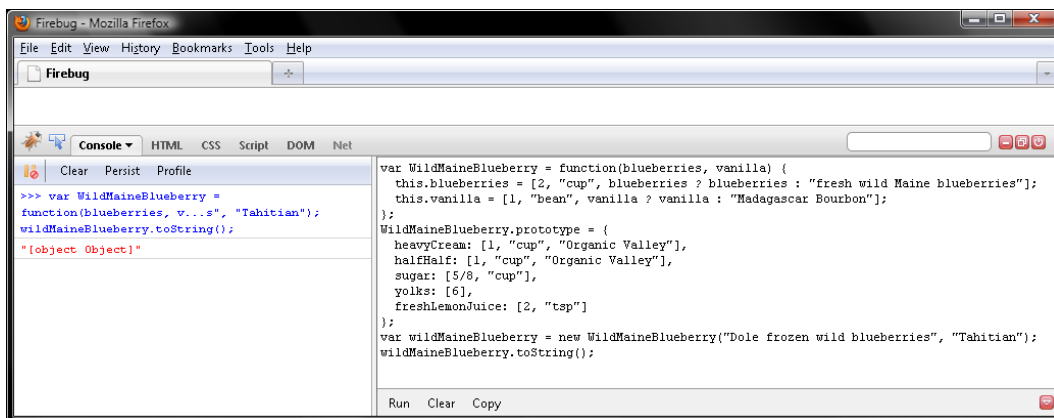 Firebug - Mozilla Firefox
File Edit View History Bookmarks Tools Help
Firebug
Console HTML CSS Script DOM Net
Clear Persist Profile
>>> var WildMaineBlueberry =
function(blueberries, v...s", "Tahitian");
wildMaineBlueberry.toString();
"[object Object]"
var WildMaineBlueberry = function(blueberries, vanilla) {
  this.blueberries = [2, "cup", blueberries ? blueberries : "fresh wild Maine blueberries"];
  this.vanilla = [1, "bean", vanilla ? vanilla : "Madagascar Bourbon"];
};
WildMaineBlueberry.prototype = {
  heavyCream: [1, "cup", "Organic Valley"],
  halfHalf: [1, "cup", "Organic Valley"],
  sugar: [5/8, "cup"],
  yolks: [6],
  freshLemonJuice: [2, "tsp"]
};
var wildMaineBlueberry = new WildMaineBlueberry("Dole frozen wild blueberries", "Tahitian");
wildMaineBlueberry.toString();
Run Clear Copy